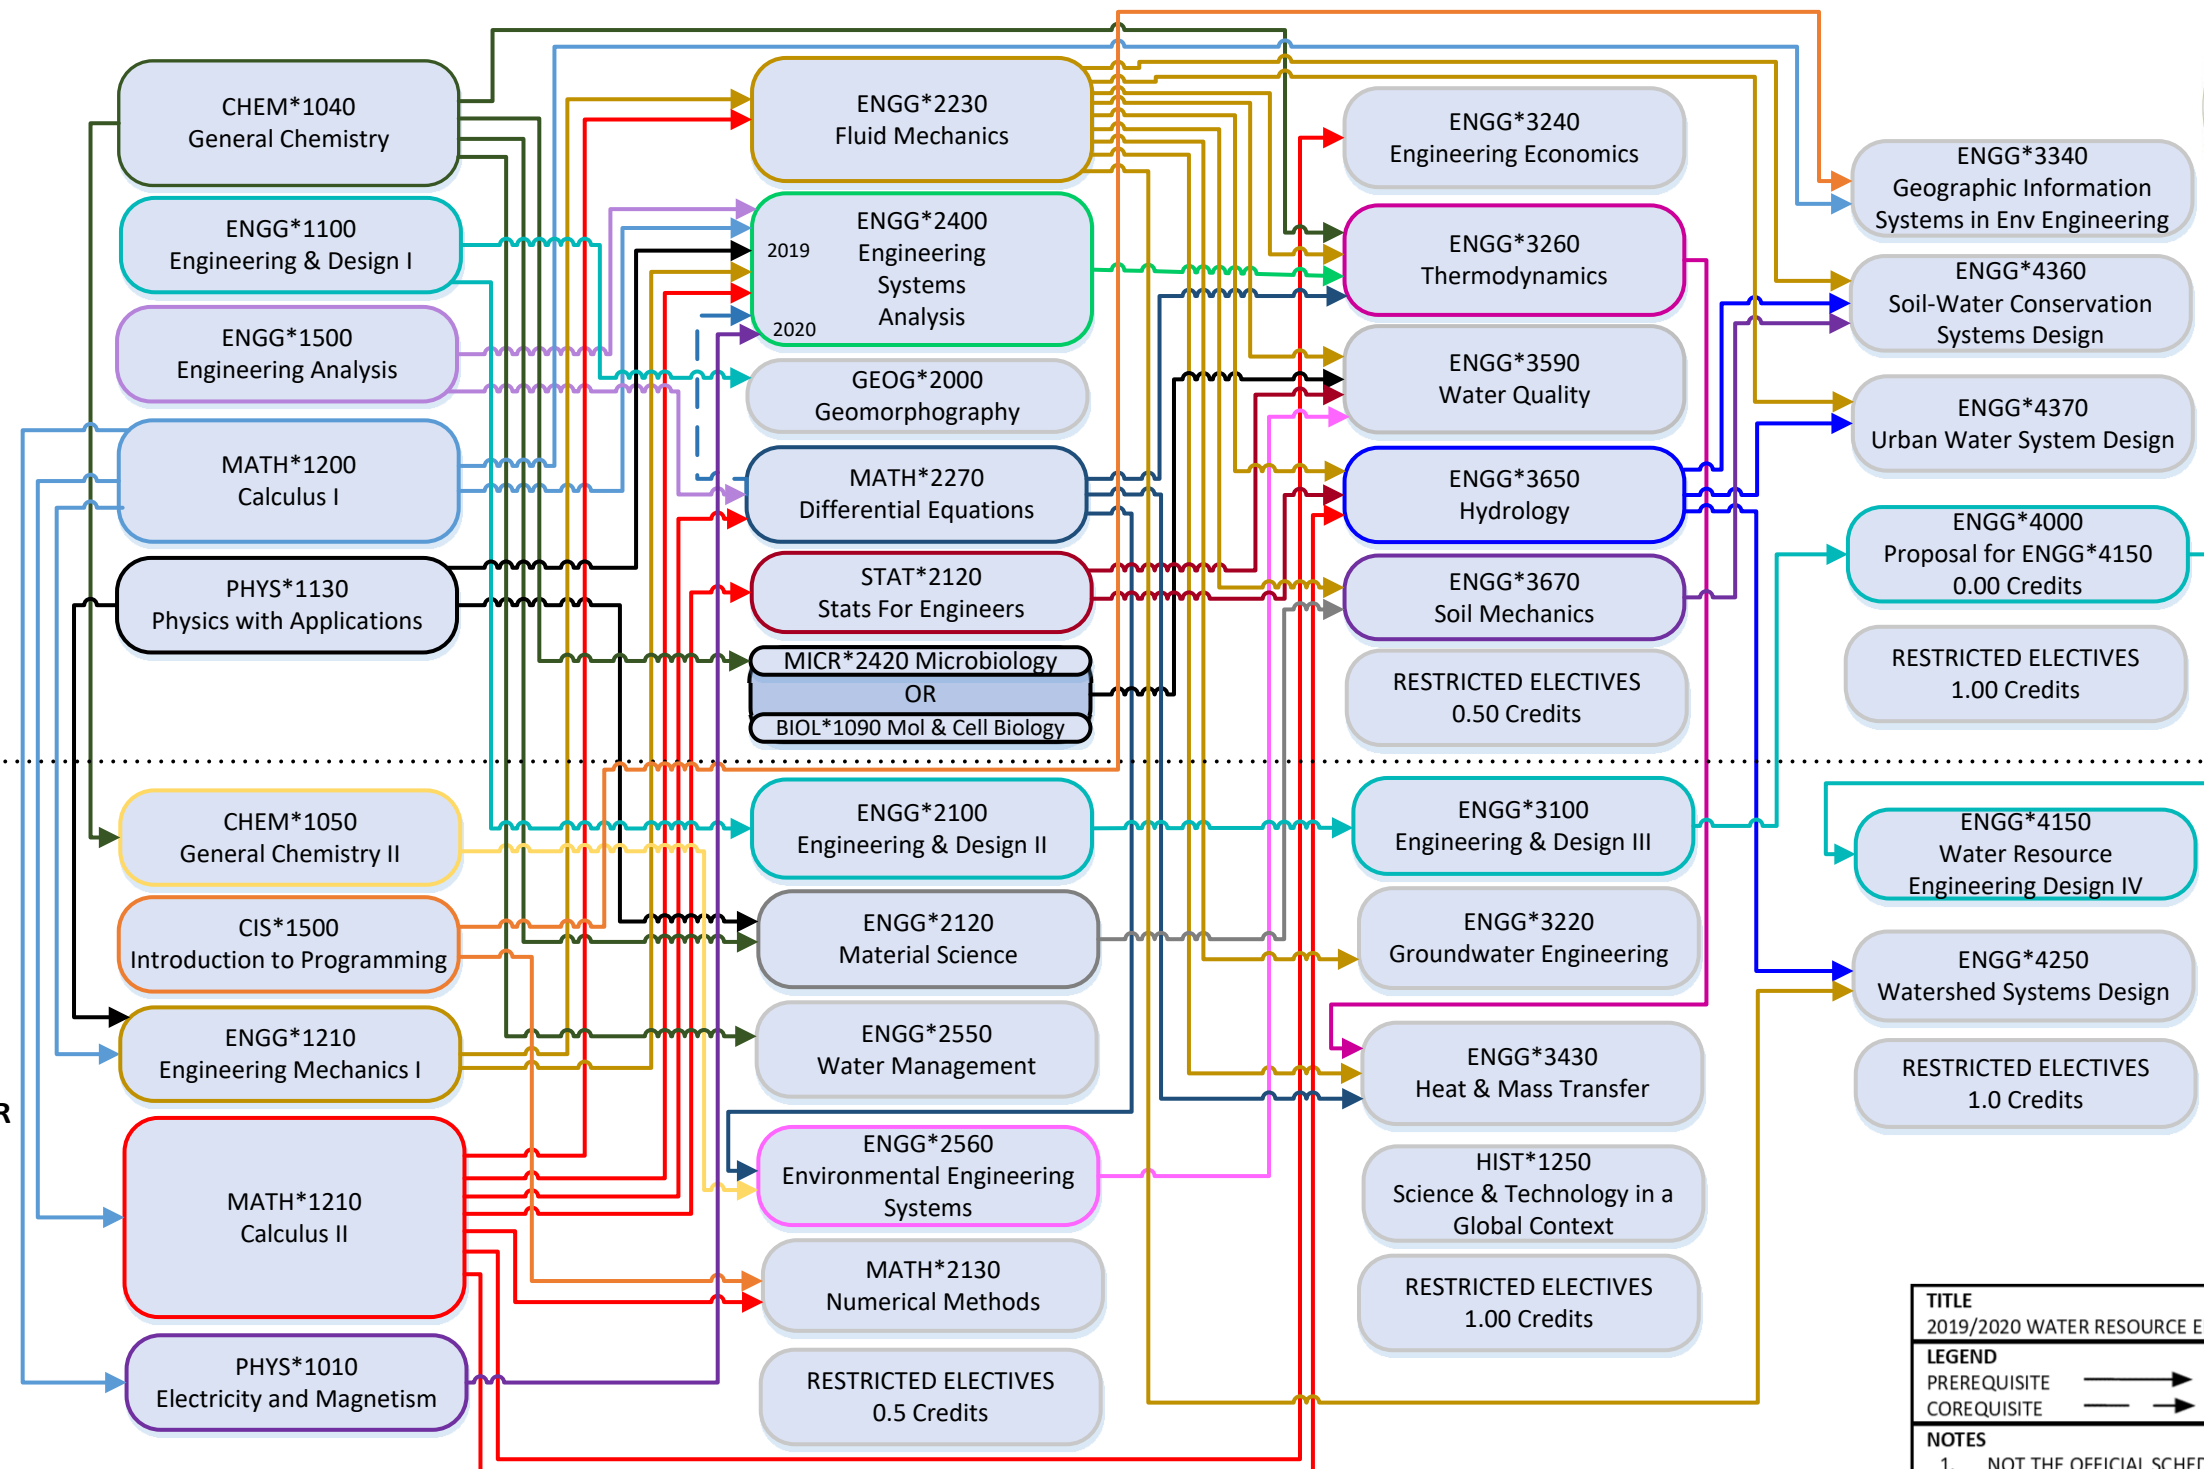 CHEM*1040
General Chemistry
ENGG*1100
Engineering & Design I
ENGG*1500
Engineering Analysis
MATH*1200
Calculus I
PHYS*1130
Physics with Applications
CHEM*1050
General Chemistry II
CIS*1500
Introduction to Programming
ENGG*1210
Engineering Mechanics I
R
MATH*1210
Calculus II
PHYS*1010
Electricity and Magnetism
ENGG*2230
Fluid Mechanics
ENGG*2400
Engineering
Systems
Analysis
2019
2020
GEOG*2000
Geomorphography
MATH*2270
Differential Equations
STAT*2120
Stats For Engineers
MICR*2420 Microbiology
OR
BIOL*1090 Mol & Cell Biology
ENGG*2100
Engineering & Design II
ENGG*2120
Material Science
ENGG*2550
Water Management
ENGG*2560
Environmental Engineering
Systems
MATH*2130
Numerical Methods
RESTRICTED ELECTIVES
0.5 Credits
ENGG*3240
Engineering Economics
ENGG*3260
Thermodynamics
ENGG*3590
Water Quality
ENGG*3650
Hydrology
ENGG*3670
Soil Mechanics
RESTRICTED ELECTIVES
0.50 Credits
ENGG*3100
Engineering & Design III
ENGG*3220
Groundwater Engineering
ENGG*3430
Heat & Mass Transfer
HIST*1250
Science & Technology in a
Global Context
RESTRICTED ELECTIVES
1.00 Credits
ENGG*3340
Geographic Information
Systems in Env Engineering
ENGG*4360
Soil-Water Conservation
Systems Design
ENGG*4370
Urban Water System Design
ENGG*4000
Proposal for ENGG*4150
0.00 Credits
RESTRICTED ELECTIVES
1.00 Credits
ENGG*4150
Water Resource
Engineering Design IV
ENGG*4250
Watershed Systems Design
RESTRICTED ELECTIVES
1.0 Credits
TITLE
2019/2020 WATER RESOURCE E
LEGEND
PREREQUISITE
COREQUISITE
NOTES
1. NOT THE OFFICIAL SCHED